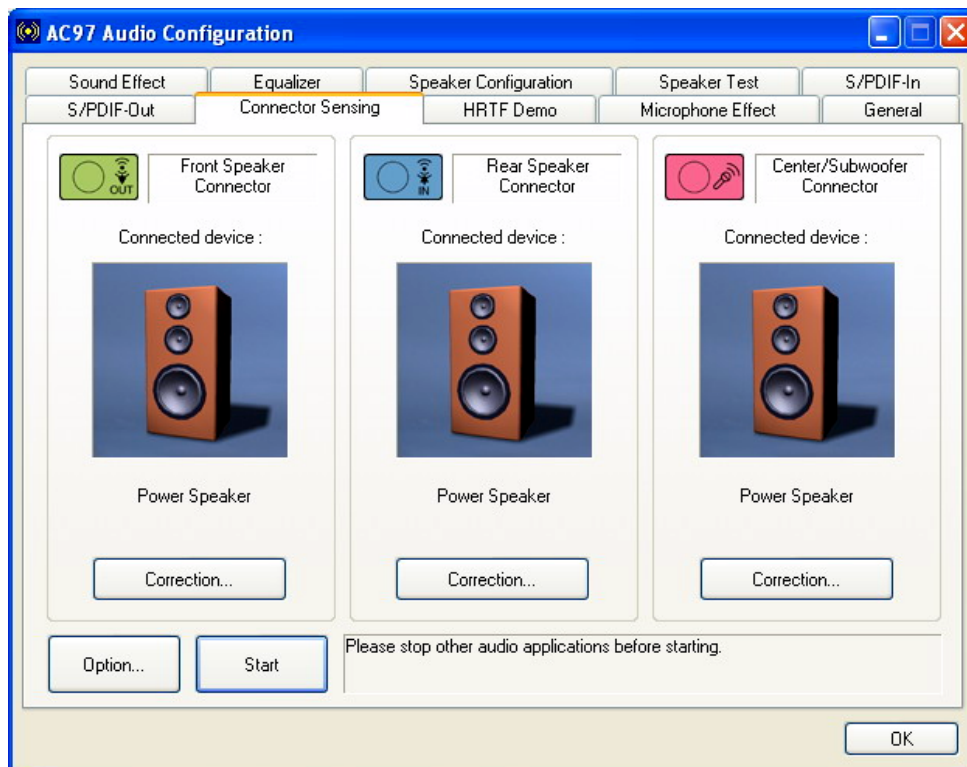 AC97 Audio Configuration
Sound Effect
Equalizer
Speaker Configuration
Speaker Test
S/PDIF-In
S/PDIF-Out
Connector Sensing
HRTF Demo
Microphone Effect
General
OUT
Front Speaker
Connector
Connected device :
Power Speaker
Correction...
IN
Rear Speaker
Connector
Connected device :
Power Speaker
Correction...
Center/Subwoofer
Connector
Connected device :
Power Speaker
Correction...
Option...
Start
Please stop other audio applications before starting.
OK